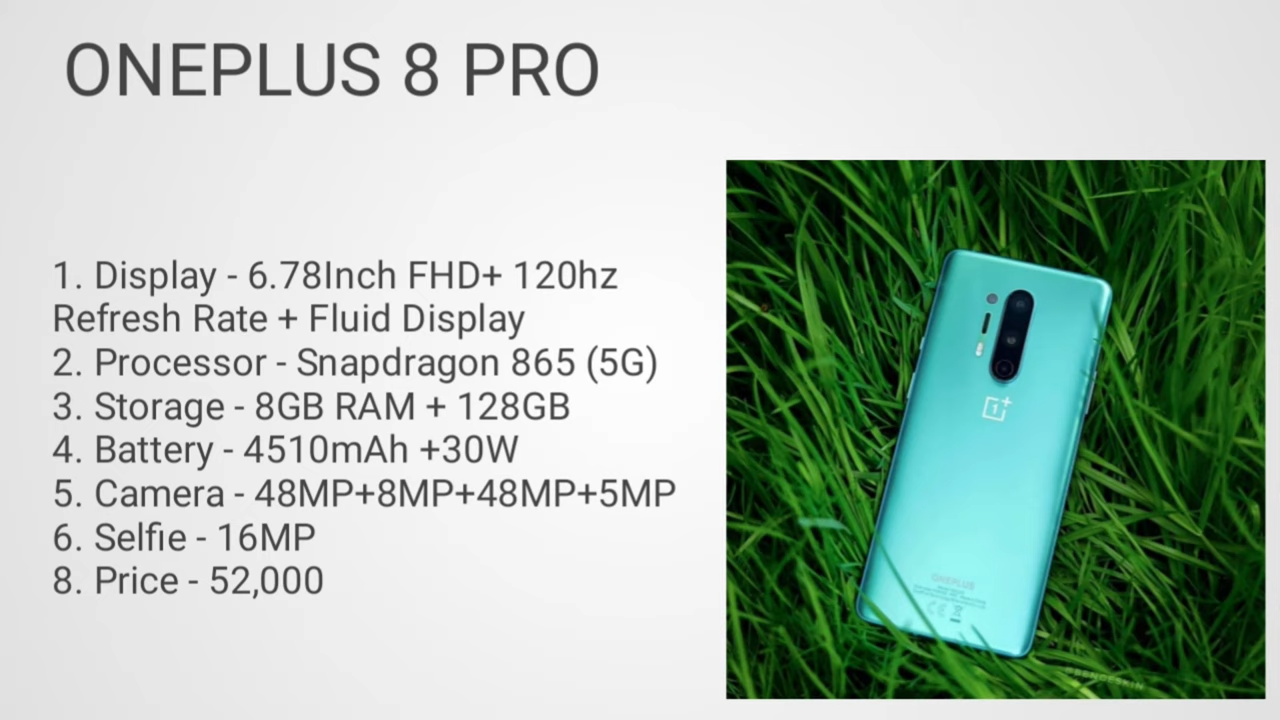 ONEPLUS 8 PRO
1. Display - 6.78Inch FHD+ 120hz
Refresh Rate + Fluid Display
2. Processor - Snapdragon 865 (5G)
3. Storage - 8GB RAM + 128GB
4. Battery - 4510mAh +30W
5. Camera - 48MP+8MP+48MP+5MP
6. Selfie - 16MP
8. Price - 52,000
1+
ONEPLUS
CE